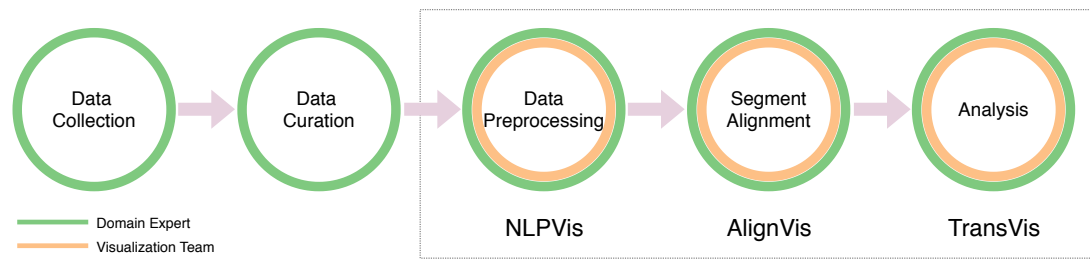 Data
Collection
Data
Curation
Data
Preprocessing
Segment
Alignment
Analysis
NLPVis
AlignVis
TransVis
Domain Expert
Visualization Team